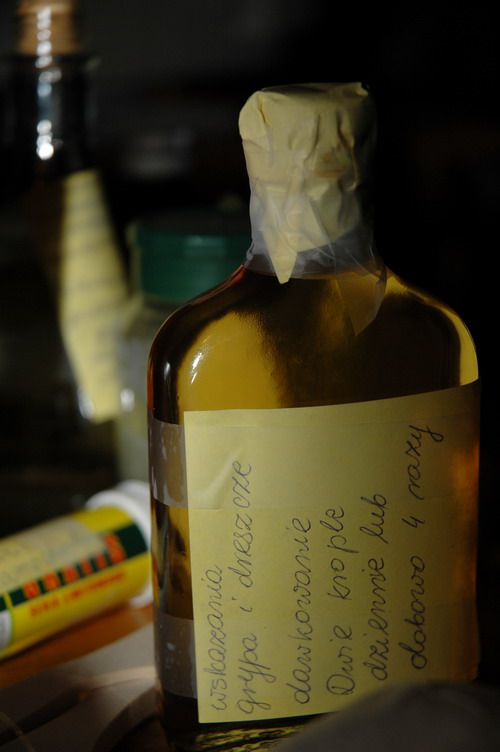 wskazania
grypa i dreszcze
dawkowanie
Dwie krople
dziennie lub
dobowo 4 razy